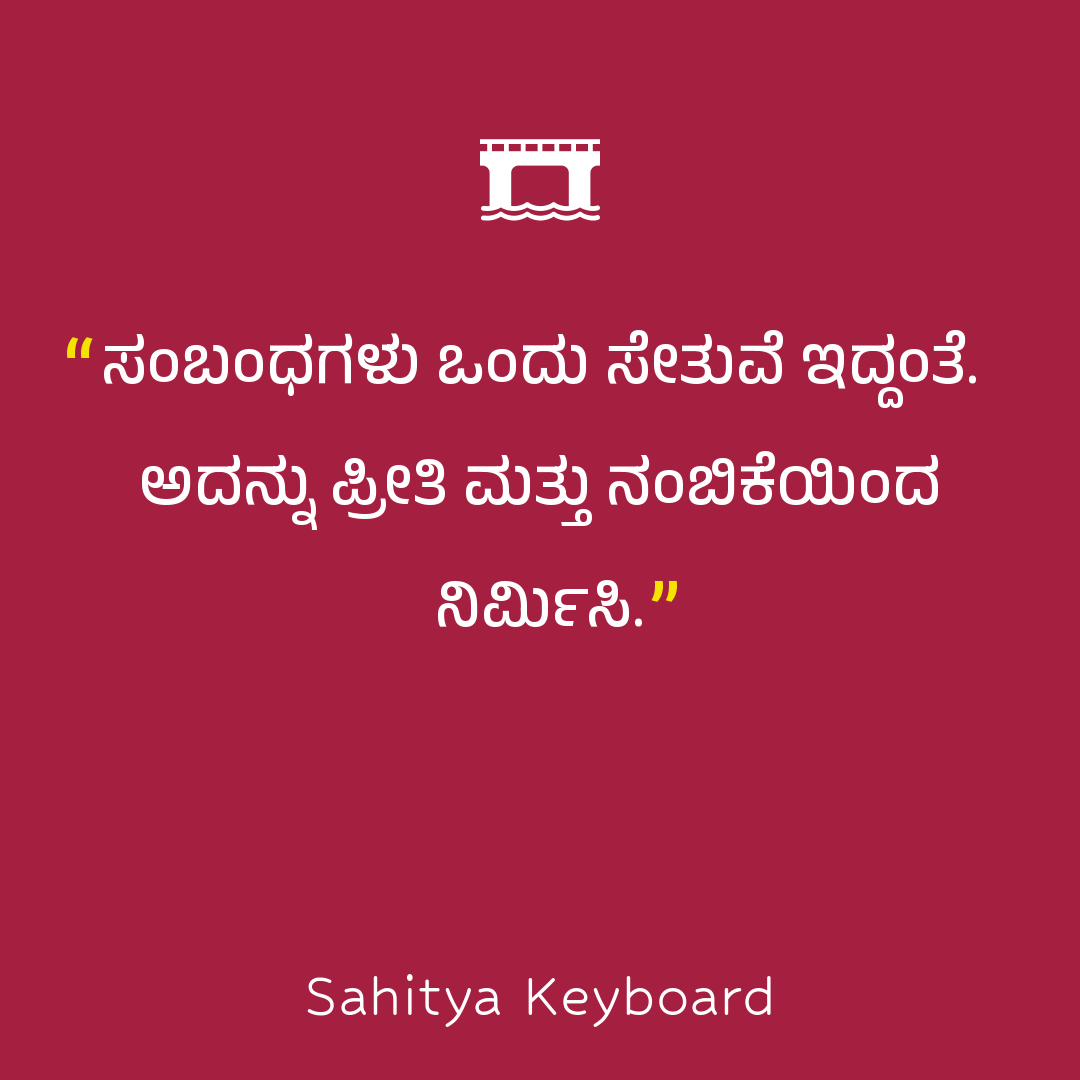 “ಸಂಬಂಧಗಳು ಒಂದು ಸೇತುವೆ ಇದ್ದಂತೆ.
ಅದನ್ನು ಪ್ರೀತಿ ಮತ್ತು ನಂಬಿಕೆಯಿಂದ
ನಿರ್ಮಿಸಿ.”
Sahitya Keyboard